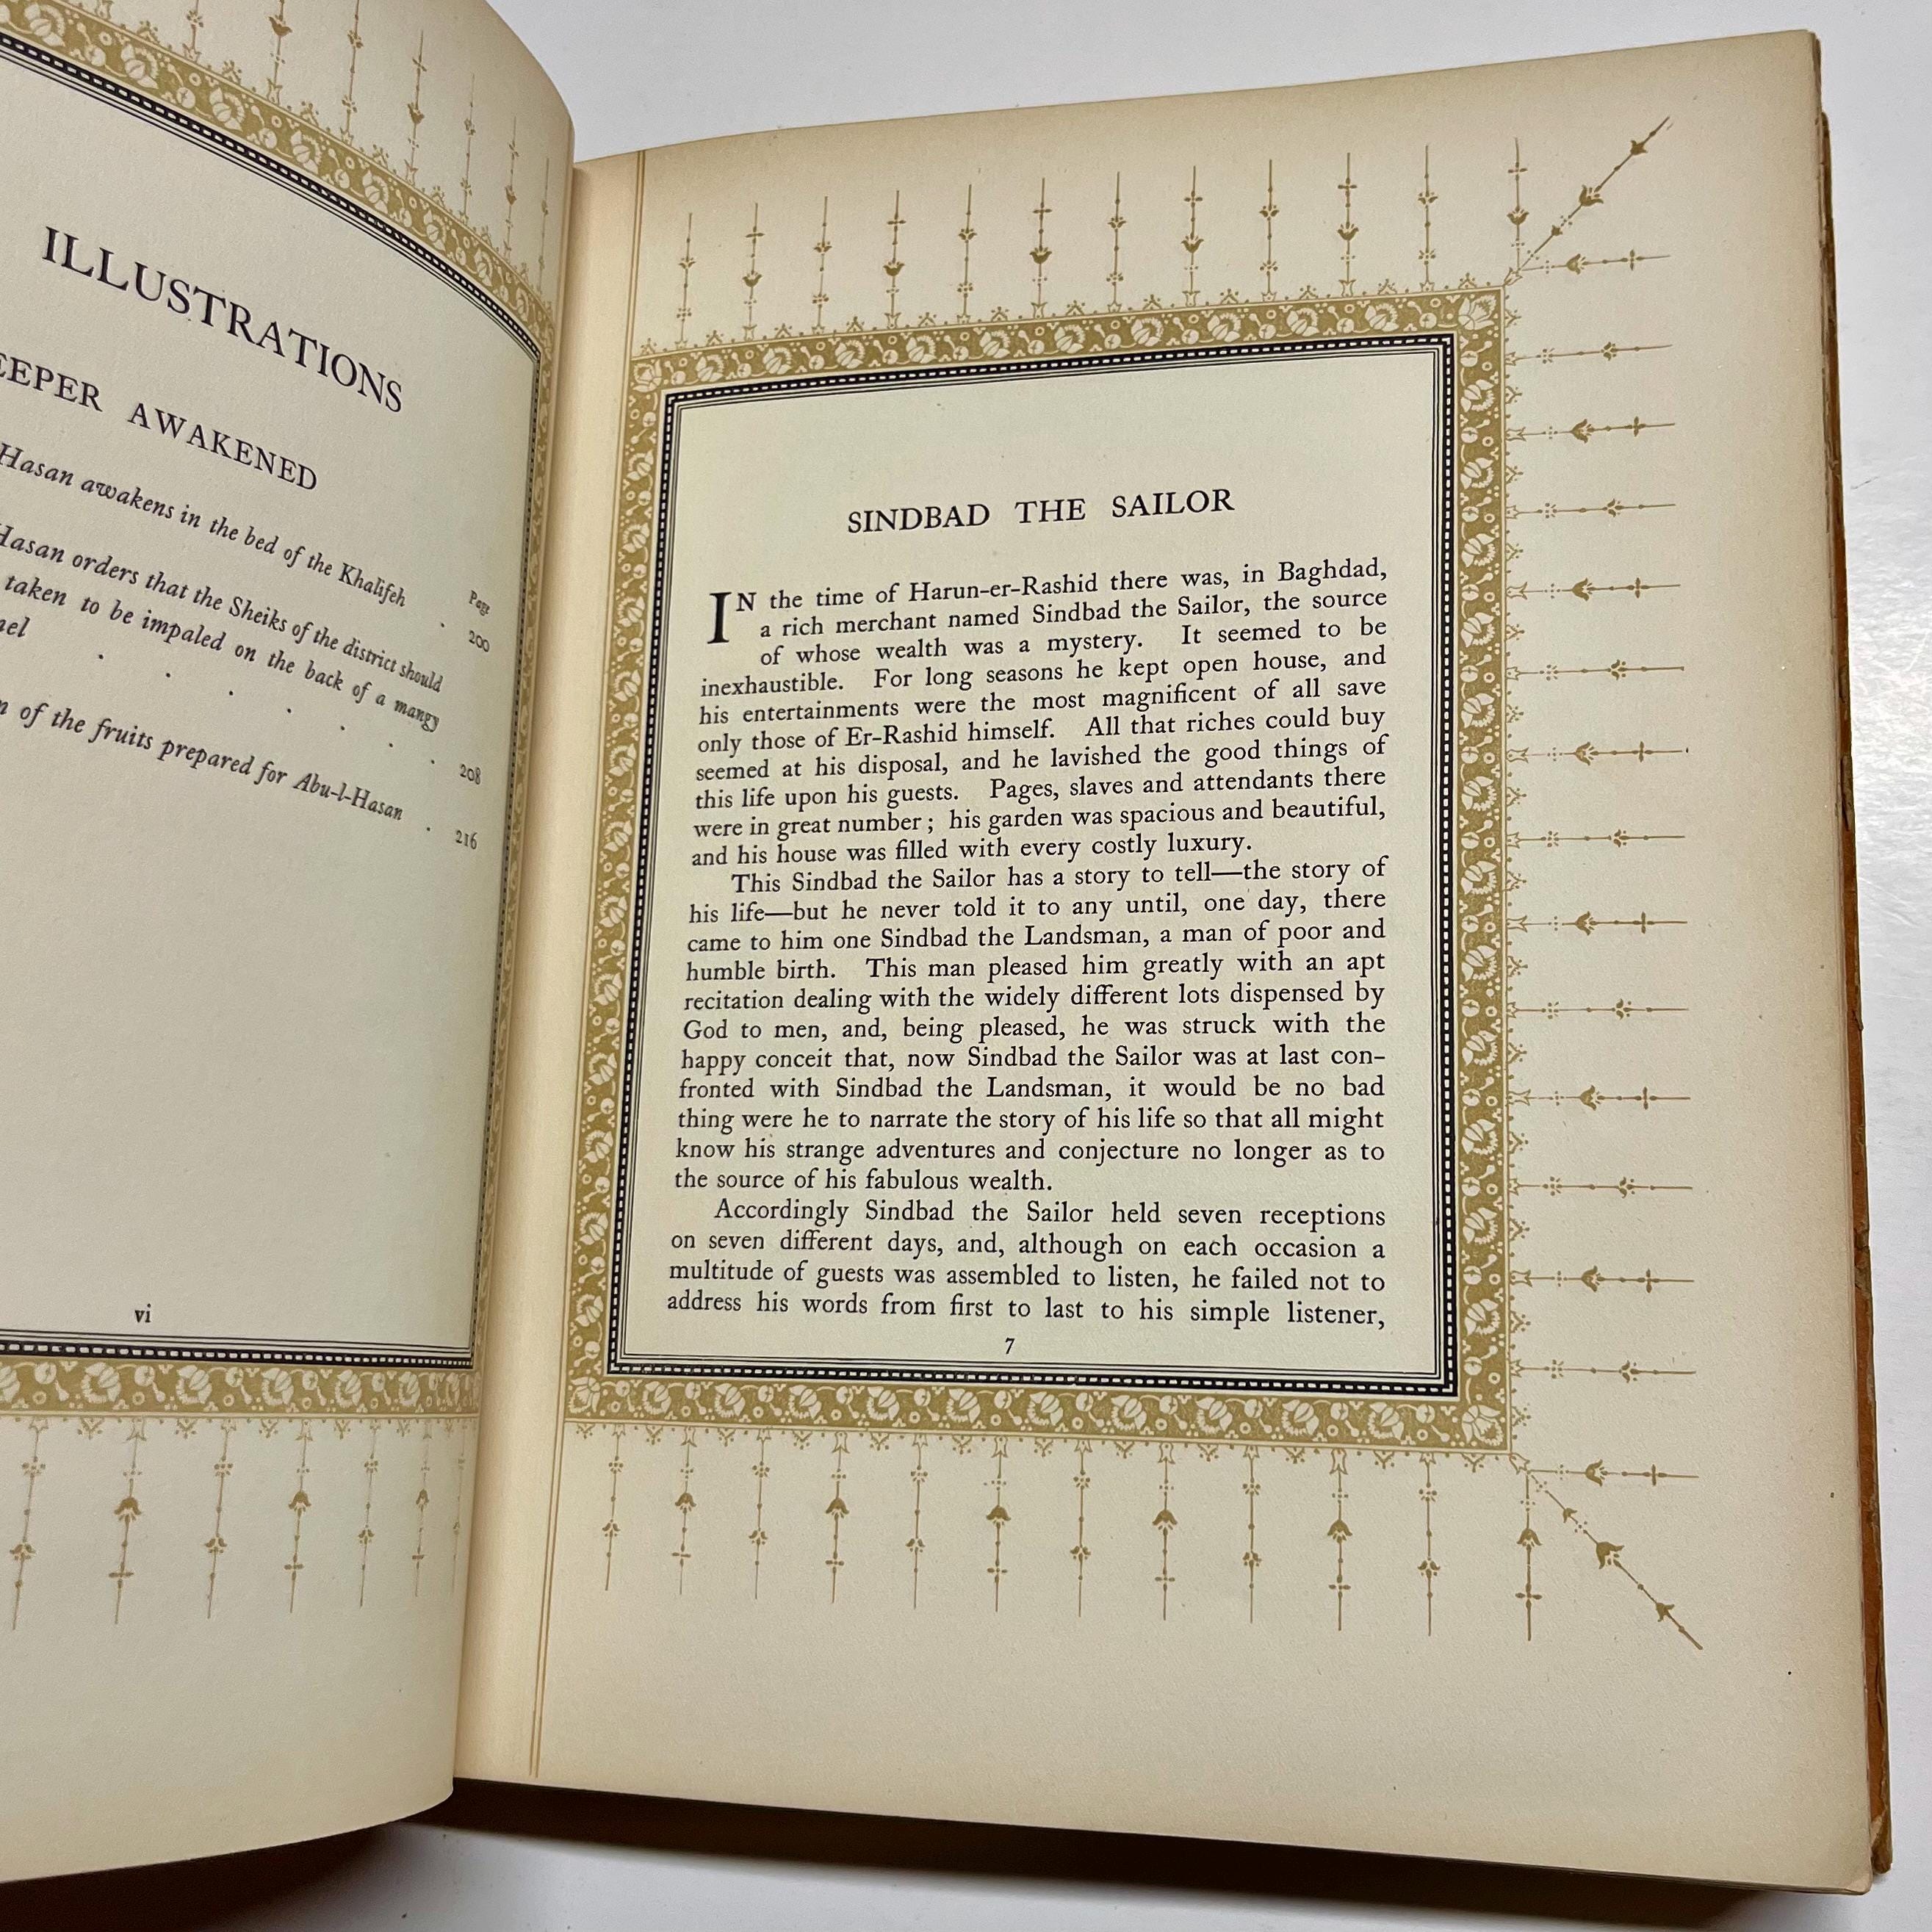 ILLUSTRATIONS
AWAKENED
Hasan awakens in the bed of the Khalifeh . 200
Page
Hasan orders that the Sheiks of the district should
taken to be impaled on the back of a mangy
. . . . . . . 208
of the fruits prepared for Abu-l-Hasan . 216
vi
SINDBAD THE SAILOR
IN the time of Harun-er-Rashid there was, in Baghdad,
a rich merchant named Sindbad the Sailor, the source
of whose wealth was a mystery. It seemed to be
inexhaustible. For long seasons he kept open house, and
his entertainments were the most magnificent of all save
only those of Er-Rashid himself. All that riches could buy
seemed at his disposal, and he lavished the good things of
this life upon his guests. Pages, slaves and attendants there
were in great number; his garden was spacious and beautiful,
and his house was filled with every costly luxury.
This Sindbad the Sailor has a story to tell—the story of
his life—but he never told it to any until, one day, there
came to him one Sindbad the Landsman, a man of poor and
humble birth. This man pleased him greatly with an apt
recitation dealing with the widely different lots dispensed by
God to men, and, being pleased, he was struck with the
happy conceit that, now Sindbad the Sailor was at last con-
fronted with Sindbad the Landsman, it would be no bad
thing were he to narrate the story of his life so that all might
know his strange adventures and conjecture no longer as to
the source of his fabulous wealth.
Accordingly Sindbad the Sailor held seven receptions
on seven different days, and, although on each occasion a
multitude of guests was assembled to listen, he failed not to
address his words from first to last to his simple listener,
7